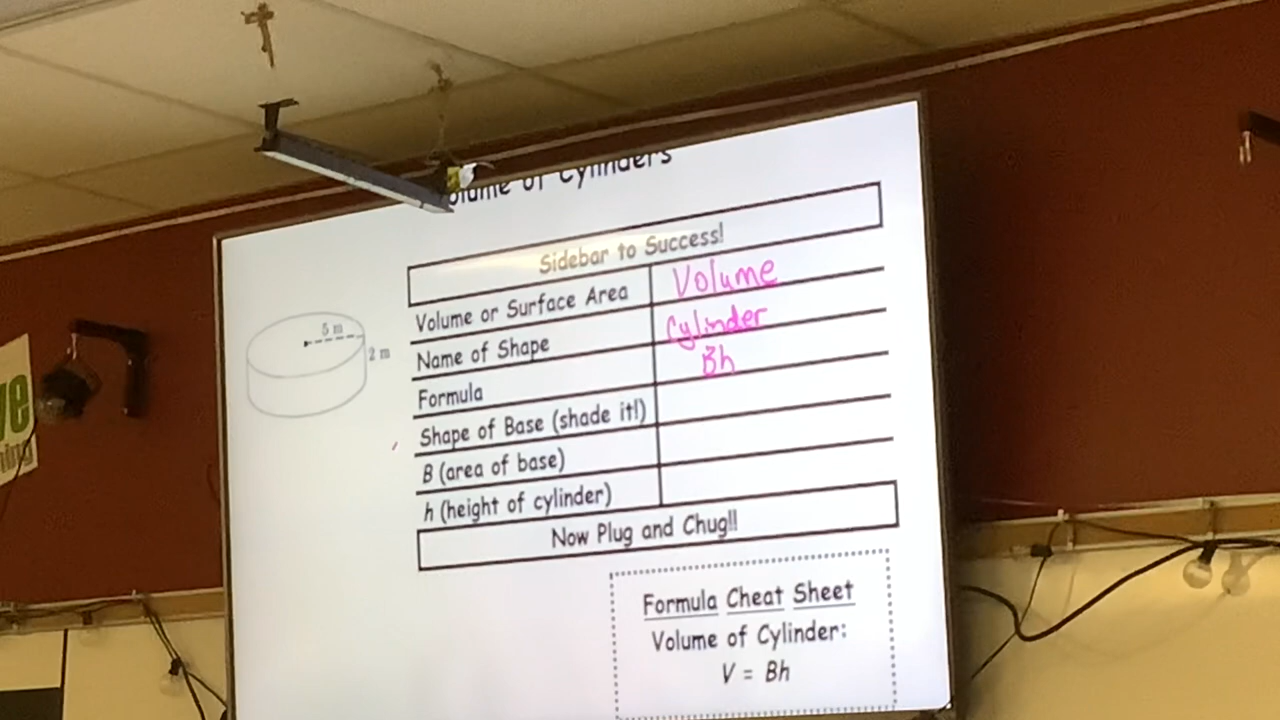 of Cylinders
Sidebar to Success!
Volume or Surface Area Volume
Name of Shape Cylinder
Formula Bh
Shape of Base (shade it!)
B (area of base)
h (height of cylinder)
Now Plug and Chug!!
5 m
2 m
Formula Cheat Sheet
Volume of Cylinder:
V = Bh